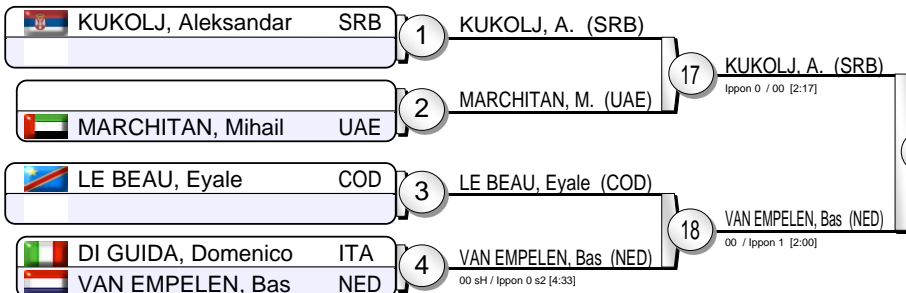 KUKOLJ, Aleksandar SRB
1
KUKOLJ, A. (SRB)
17
KUKOLJ, A. (SRB)
Ippon 0 / 00 [2:17]
MARCHITAN, Mihail UAE
2
MARCHITAN, M. (UAE)
LE BEAU, Eyale COD
3
LE BEAU, Eyale (COD)
18
VAN EMPELEN, Bas (NED)
00 / Ippon 1 [2:00]
DI GUIDA, Domenico ITA
VAN EMPELEN, Bas NED
4
VAN EMPELEN, Bas (NED)
00 sH / Ippon 0 s2 [4:33]